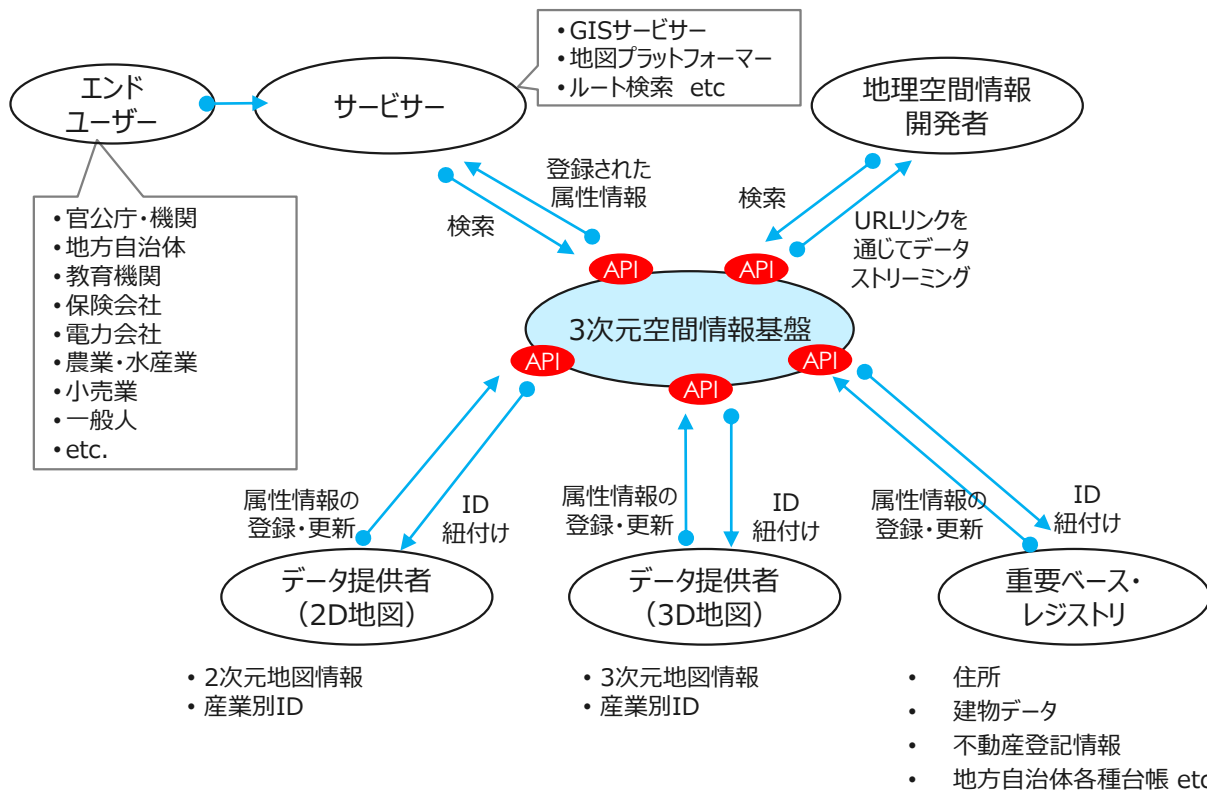 •GISサービサー
•地図プラットフォーマー
•ルート検索 etc
エンド
ユーザー
サービサー
地理空間情報
開発者
•官公庁・機関
•地方自治体
•教育機関
•保険会社
•電力会社
•農業・水産業
•小売業
•一般人
•etc.
登録された
属性情報
検索
検索
URLリンクを
通じてデータ
ストリーミング
API
API
3次元空間情報基盤
API
API
API
属性情報の
登録・更新
ID
紐付け
属性情報の
登録・更新
ID
紐付け
属性情報の
登録・更新
ID
紐付け
データ提供者
（2D地図）
データ提供者
（3D地図）
重要ベース・
レジストリ
• 2次元地図情報
• 産業別ID
• 3次元地図情報
• 産業別ID
• 住所
• 建物データ
• 不動産登記情報
• 地方自治体各種台帳 etc